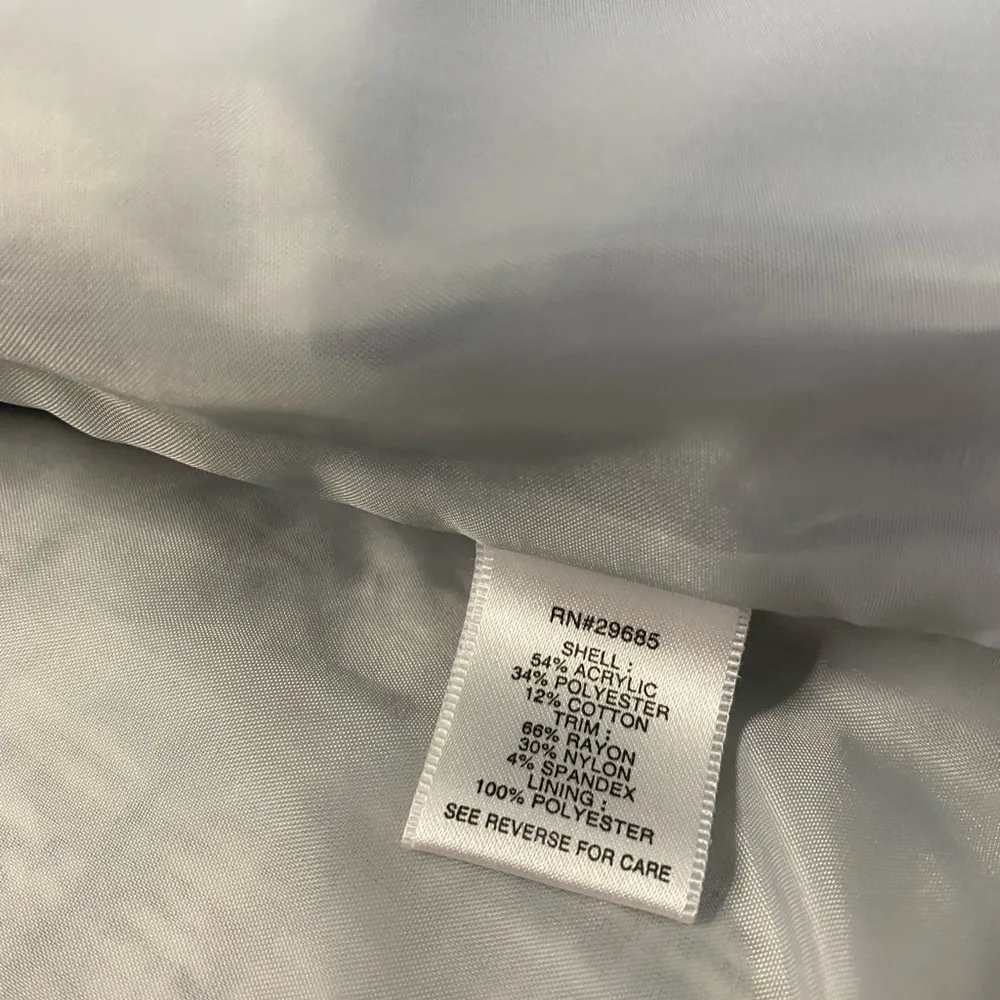 RN#29685
SHELL :
54% ACRYLIC
34% POLYESTER
12% COTTON
TRIM :
66% RAYON
30% NYLON
4% SPANDEX
LINING :
100% POLYESTER
SEE REVERSE FOR CARE